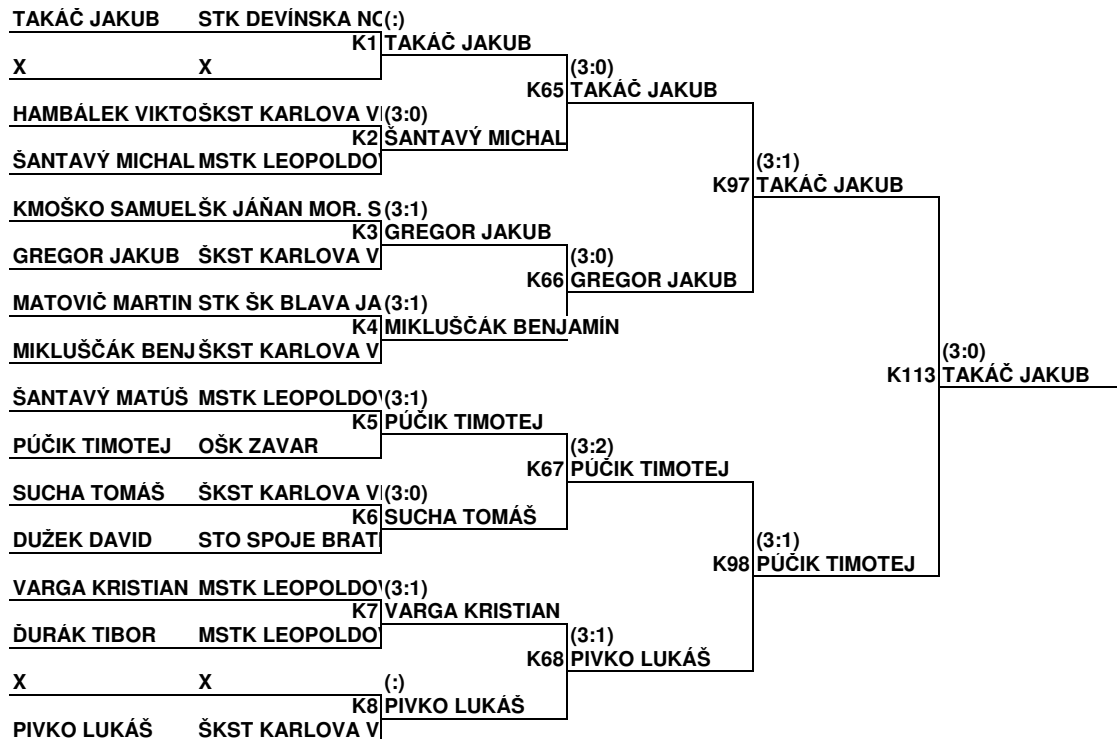 TAKÁČ JAKUB STK DEVÍNSKA NO (:)
K1 TAKÁČ JAKUB
X X (3:0)
K65 TAKÁČ JAKUB
HAMBÁLEK VIKTO ŠKST KARLOVA V (3:0)
K2 ŠANTAVÝ MICHAL
ŠANTAVÝ MICHAL MSTK LEOPOLDOV (3:1)
K97 TAKÁČ JAKUB
KMOŠKO SAMUEL ŠK JÁŇAN MOR. S (3:1)
K3 GREGOR JAKUB
GREGOR JAKUB ŠKST KARLOVA V (3:0)
K66 GREGOR JAKUB
MATOVIČ MARTIN STK ŠK BLAVA JA (3:1)
K4 MIKLUŠČÁK BENJAMÍN
MIKLUŠČÁK BENJ ŠKST KARLOVA V (3:0)
K113 TAKÁČ JAKUB
ŠANTAVÝ MATÚŠ MSTK LEOPOLDOV (3:1)
K5 PÚČIK TIMOTEJ
PÚČIK TIMOTEJ OŠK ZAVAR (3:2)
K67 PÚČIK TIMOTEJ
SUCHA TOMÁŠ ŠKST KARLOVA V (3:0)
K6 SUCHA TOMÁŠ
DUŽEK DAVID STO SPOJE BRATI (3:1)
K98 PÚČIK TIMOTEJ
VARGA KRISTIAN MSTK LEOPOLDOV (3:1)
K7 VARGA KRISTIAN
ĎURÁK TIBOR MSTK LEOPOLDOV (3:1)
K68 PIVKO LUKÁŠ
X X (:)
K8 PIVKO LUKÁŠ
PIVKO LUKÁŠ ŠKST KARLOVA V